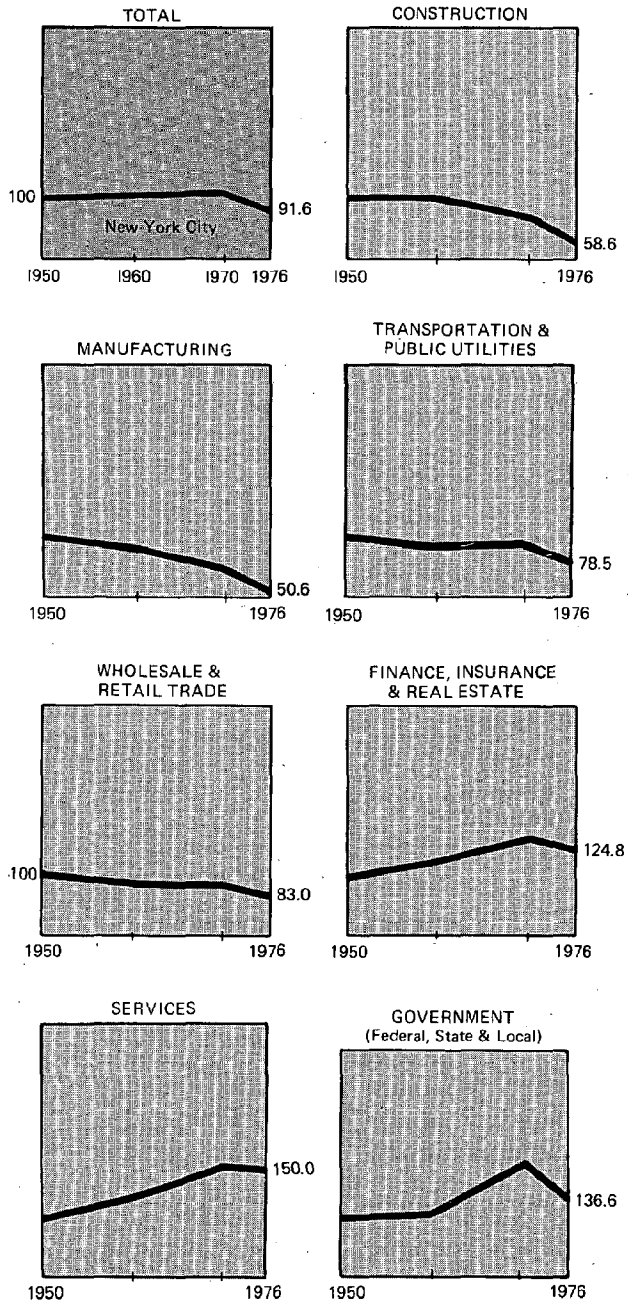 TOTAL
100
91.6
New York City
1950 1960 1970 1976
CONSTRUCTION
58.6
1950 1976
MANUFACTURING
50.6
1950 1976
TRANSPORTATION &
PUBLIC UTILITIES
78.5
1950 1976
WHOLESALE &
RETAIL TRADE
100
83.0
1950 1976
FINANCE, INSURANCE
& REAL ESTATE
124.8
1950 1976
SERVICES
150.0
1950 1976
GOVERNMENT
(Federal, State & Local)
136.6
1950 1976